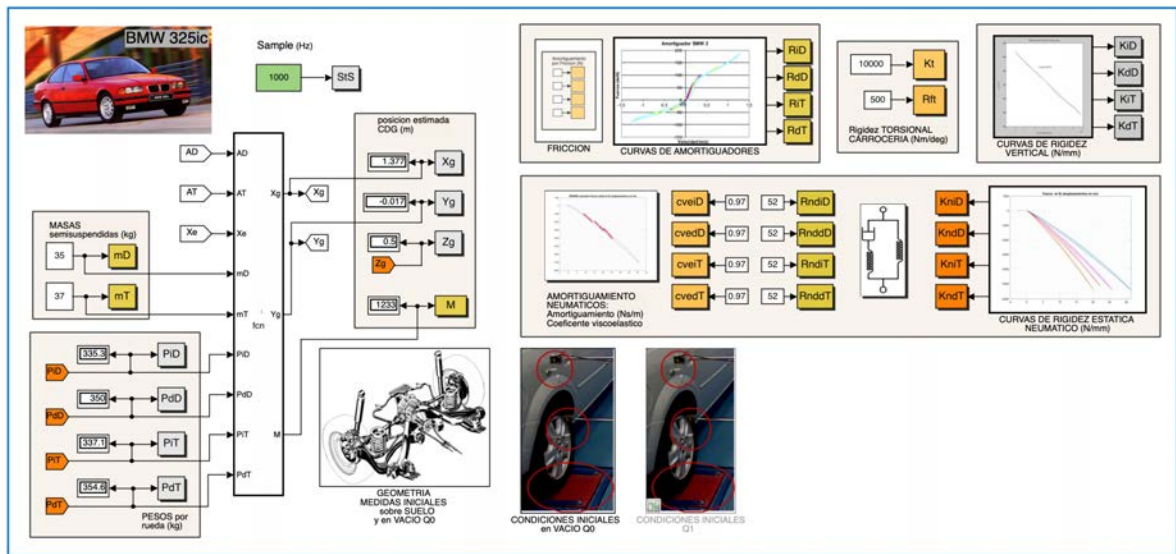 BMW 325ic
Sample (Hz)
1000
StS
AD
AT
Xe
AD
AT
Xe
mD
mT
PiD
PdD
PiT
PdT
Xg
Yg
M
fcn
Xg
Yg
MASAS
semisuspendidas (kg)
35
mD
37
mT
335.3
PiD
PiD
350
PdD
PdD
337.1
PiT
PiT
354.6
PdT
PdT
PESOS por
rueda (kg)
posicion estimada
CDG (m)
1.377
Xg
-0.017
Yg
0.5
Zg
Zg
1233
M
GEOMETRIA
MEDIDAS INICIALES
sobre SUELO
y en VACIO Q0
Amortiguamiento
por Friccion (N)
FRICCION
Amortiguador BMW 3
CURVAS DE AMORTIGUADORES
RiD
RdD
RiT
RdT
10000
Kt
500
Rft
Rigidez TORSIONAL
CARROCERIA (Nm/deg)
CURVAS DE RIGIDEZ
VERTICAL (N/mm)
KiD
KdD
KiT
KdT
AMORTIGUAMIENTO
NEUMATICOS:
Amortiguamiento (Ns/m)
Coeficente viscoelastico
cveiD
0.97
52
RndiD
cvedD
0.97
52
RnddD
cveiT
0.97
52
RndiT
cvedT
0.97
52
RnddT
KniD
KndD
KniT
KndT
CURVAS DE RIGIDEZ ESTATICA
NEUMATICO (N/mm)
CONDICIONES INICIALES
en VACIO Q0
CONDICIONES INICIALES
Q1